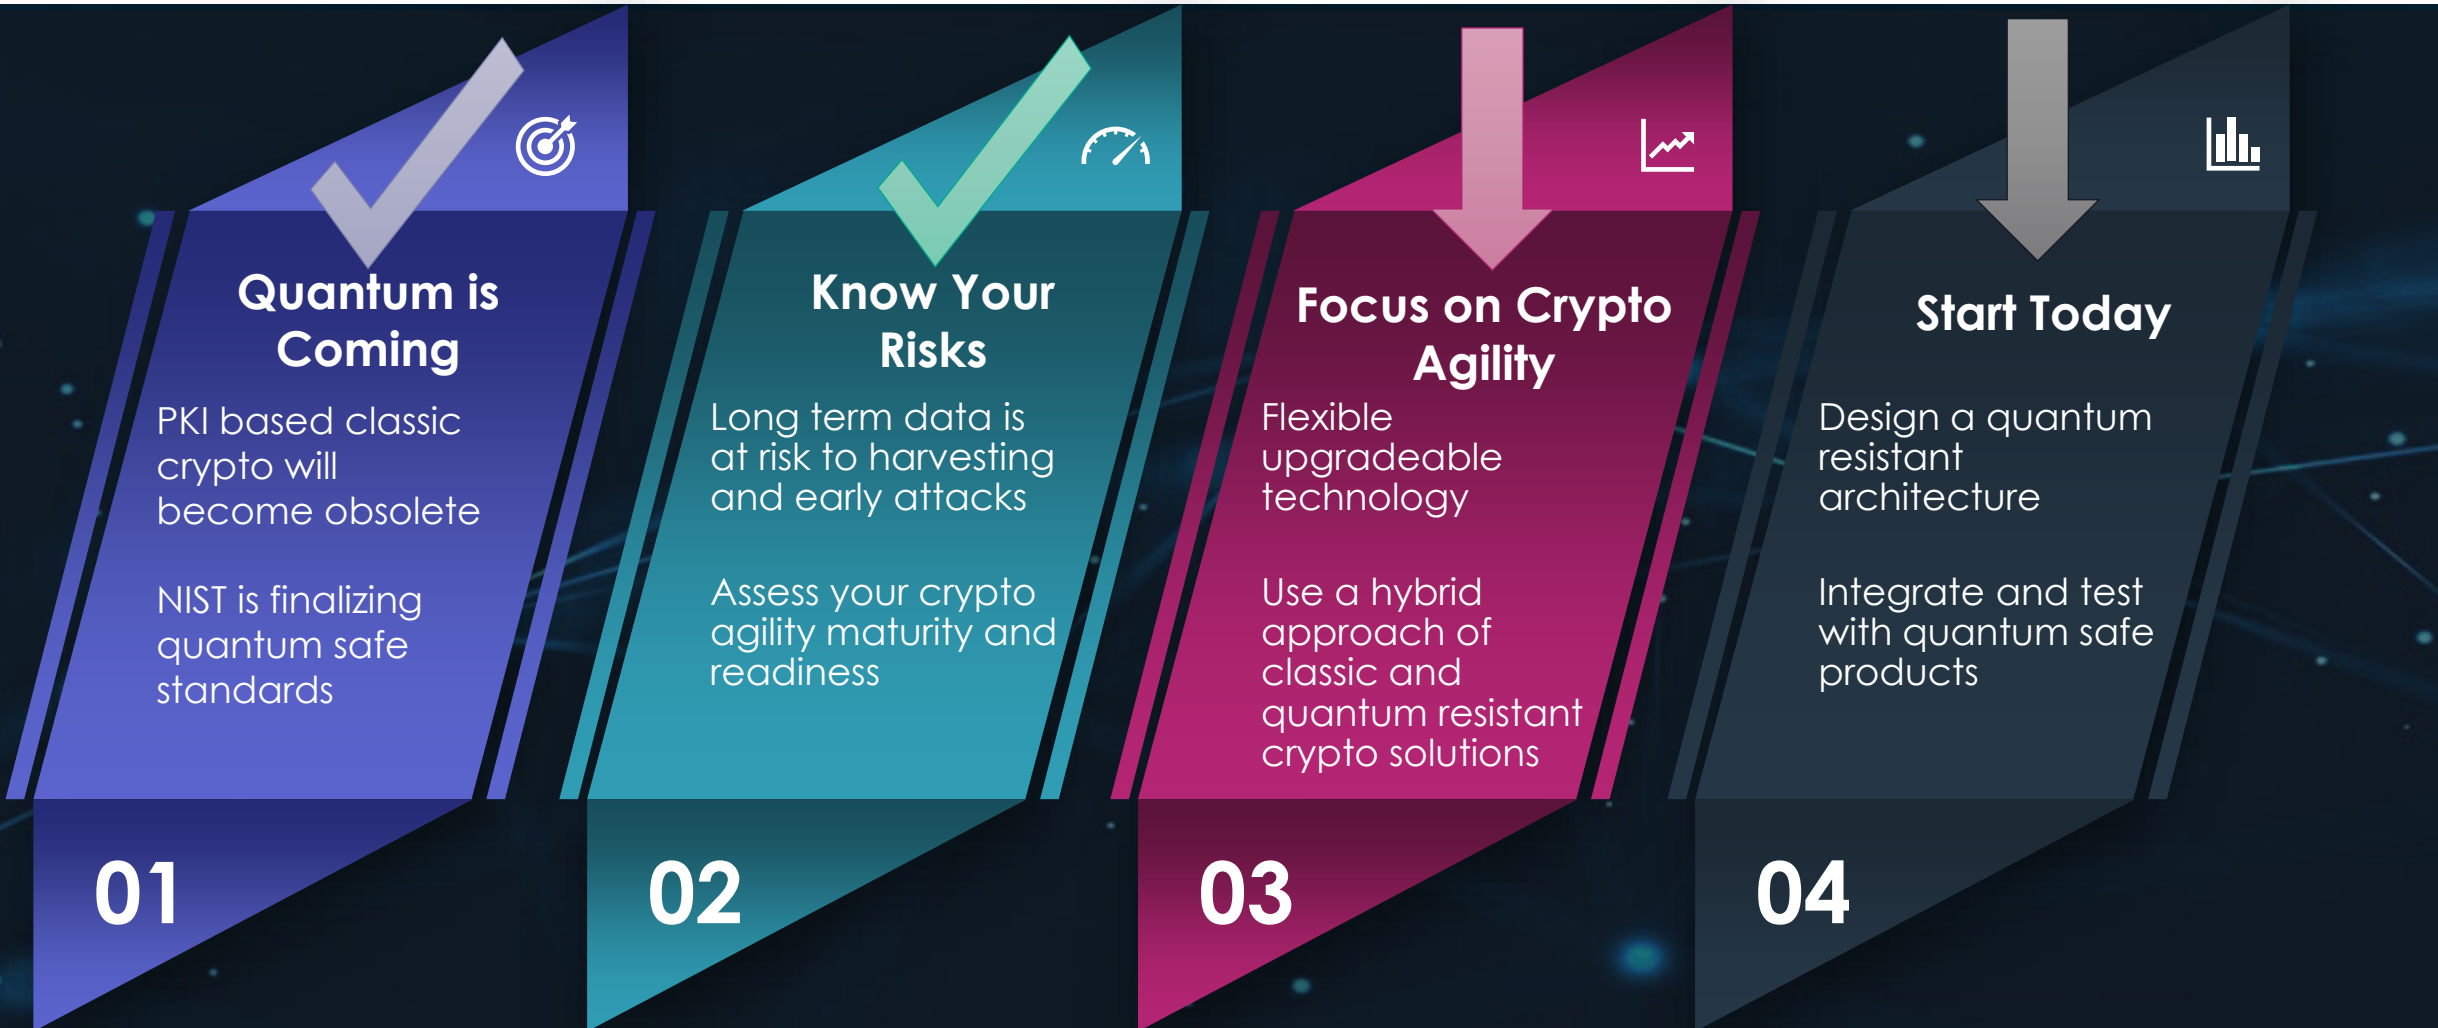 Quantum is
Coming
PKI based classic
crypto will
become obsolete
NIST is finalizing
quantum safe
standards
01
Know Your
Risks
Long term data is
at risk to harvesting
and early attacks
Assess your crypto
agility maturity and
readiness
02
Focus on Crypto
Agility
Flexible
upgradeable
technology
Use a hybrid
approach of
classic and
quantum resistant
crypto solutions
03
Start Today
Design a quantum
resistant
architecture
Integrate and test
with quantum safe
products
04